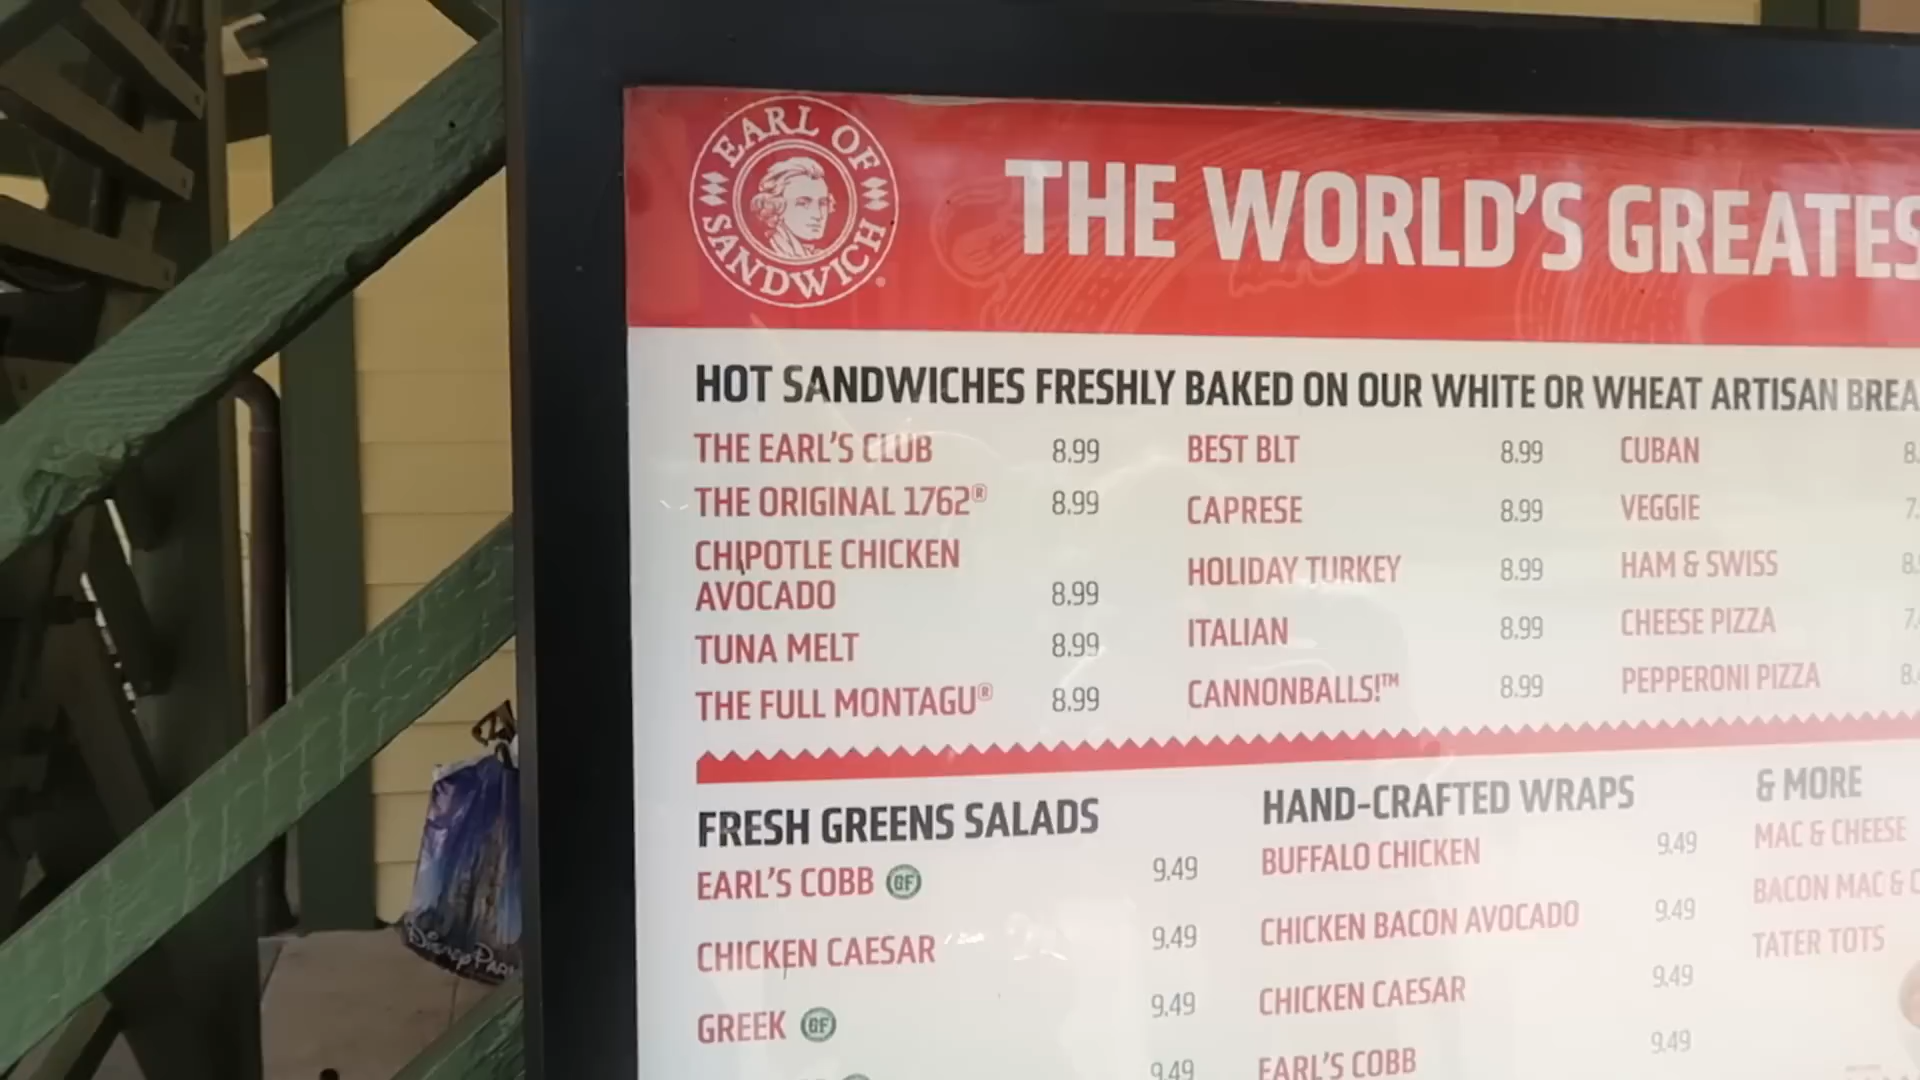 EARL OF SANDWICH
THE WORLD'S
HOT SANDWICHES FRESHLY BAKED ON OUR WHITE OR WHEAT ARTISAN
THE EARL'S CLUB 8.99
THE ORIGINAL 1762® 8.99
CHIPOTLE CHICKEN
AVOCADO 8.99
TUNA MELT 8.99
THE FULL MONTAGU® 8.99
BEST BLT 8.99
CAPRESE 8.99
HOLIDAY TURKEY 8.99
ITALIAN 8.99
CANNONBALLS!™ 8.99
CUBAN
VEGGIE
HAM & SWISS
CHEESE PIZZA
PEPPERONI PIZZA
FRESH GREENS SALADS
EARL'S COBB GF 9.49
CHICKEN CAESAR 9.49
GREEK GF 9.49
9.49
HAND-CRAFTED WRAPS
BUFFALO CHICKEN 9.49
CHICKEN BACON AVOCADO 9.49
CHICKEN CAESAR 9.49
EARL'S COBB 9.49
& MORE
MAC & CHEESE
BACON MAC &
TATER TOTS
Disney